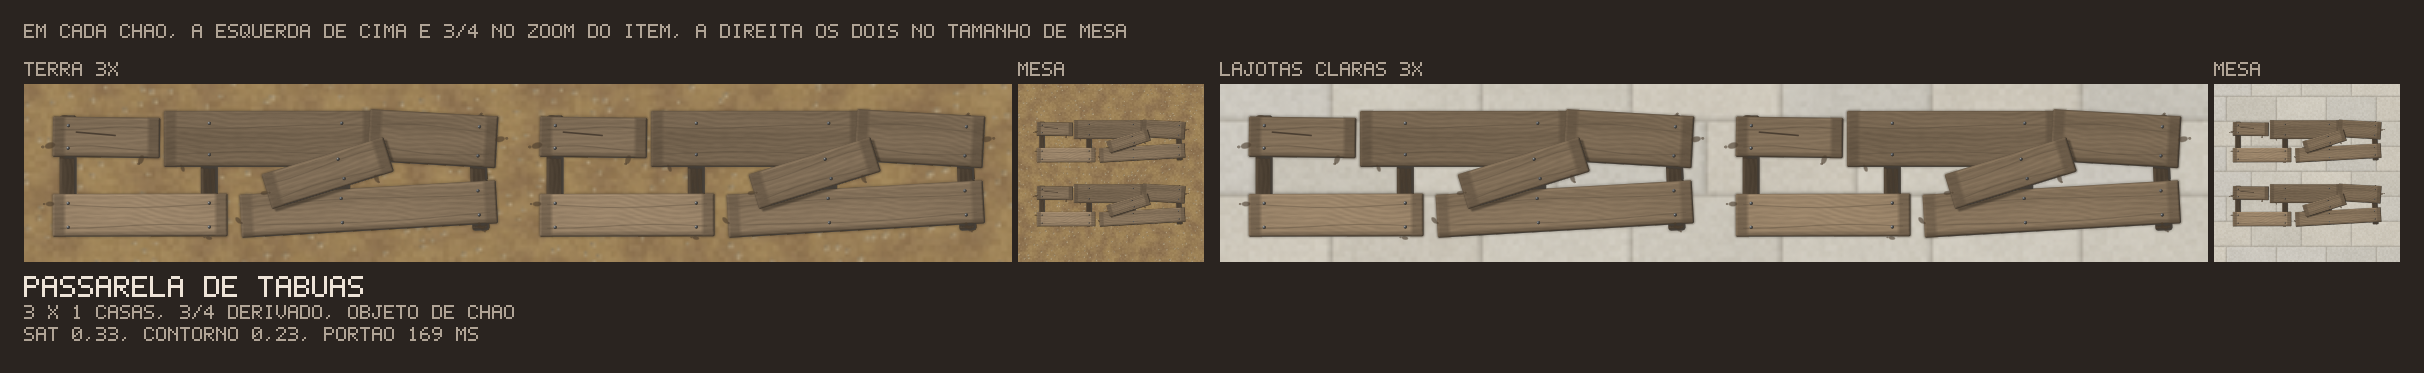 EM CADA CHAO, A ESQUERDA DE CIMA E 3/4 NO ZOOM DO ITEM, A DIREITA OS DOIS NO TAMANHO DE MESA
TERRA 3X
MESA
LAJOTAS CLARAS 3X
MESA
PASSARELA DE TABUAS
3 X 1 CASAS, 3/4 DERIVADO, OBJETO DE CHAO
SAT 0,33, CONTORNO 0,23, PORTAO 169 MS